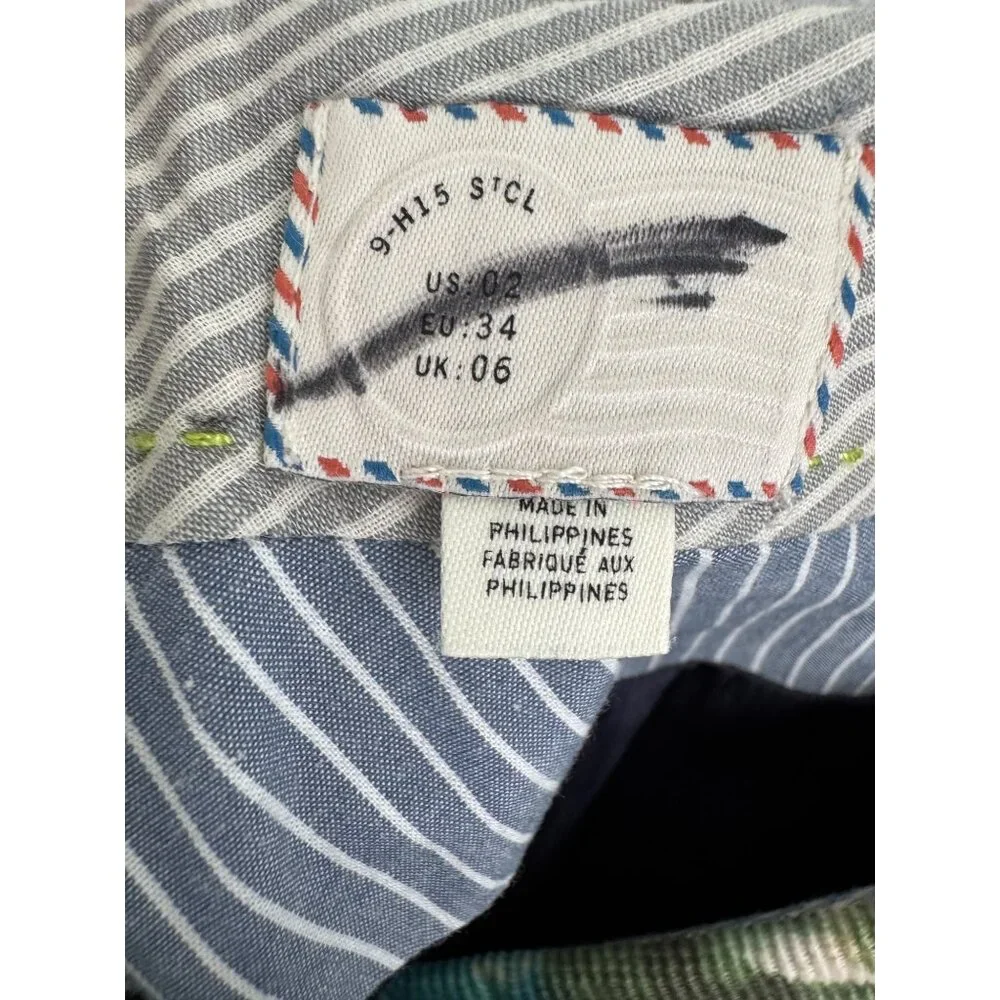 9-H15 STCL
US:02
EU:34
UK:06
MADE IN
PHILIPPINES
FABRIQUÉ AUX
PHILIPPINES